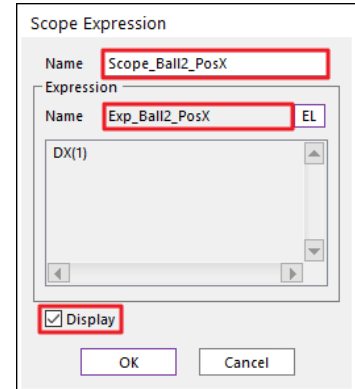 Scope Expression
Name Scope_Ball2_PosX
Expression
Name Exp_Ball2_PosX EL
DX(1)
Display
OK Cancel